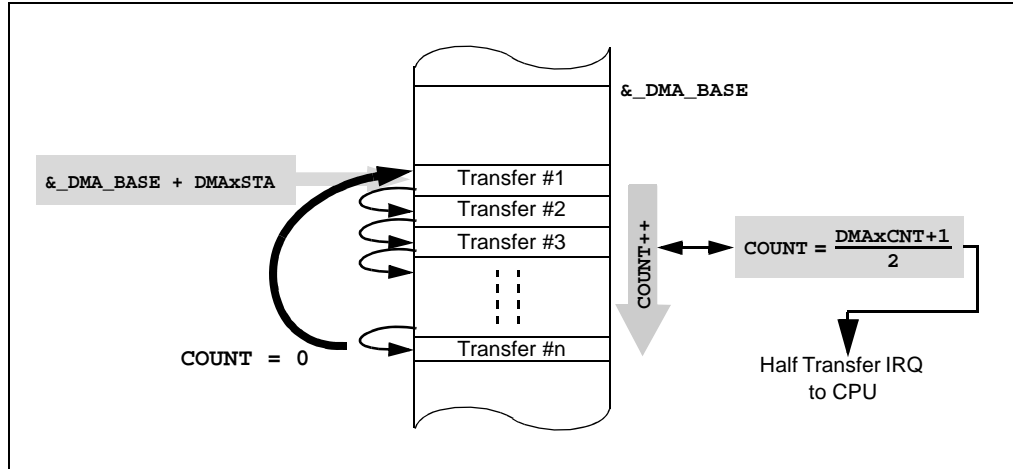 &_DMA_BASE
&_DMA_BASE + DMAxSTA
Transfer #1
Transfer #2
Transfer #3
Transfer #n
COUNT++
COUNT = DMAxCNT+1
2
COUNT = 0
Half Transfer IRQ
to CPU